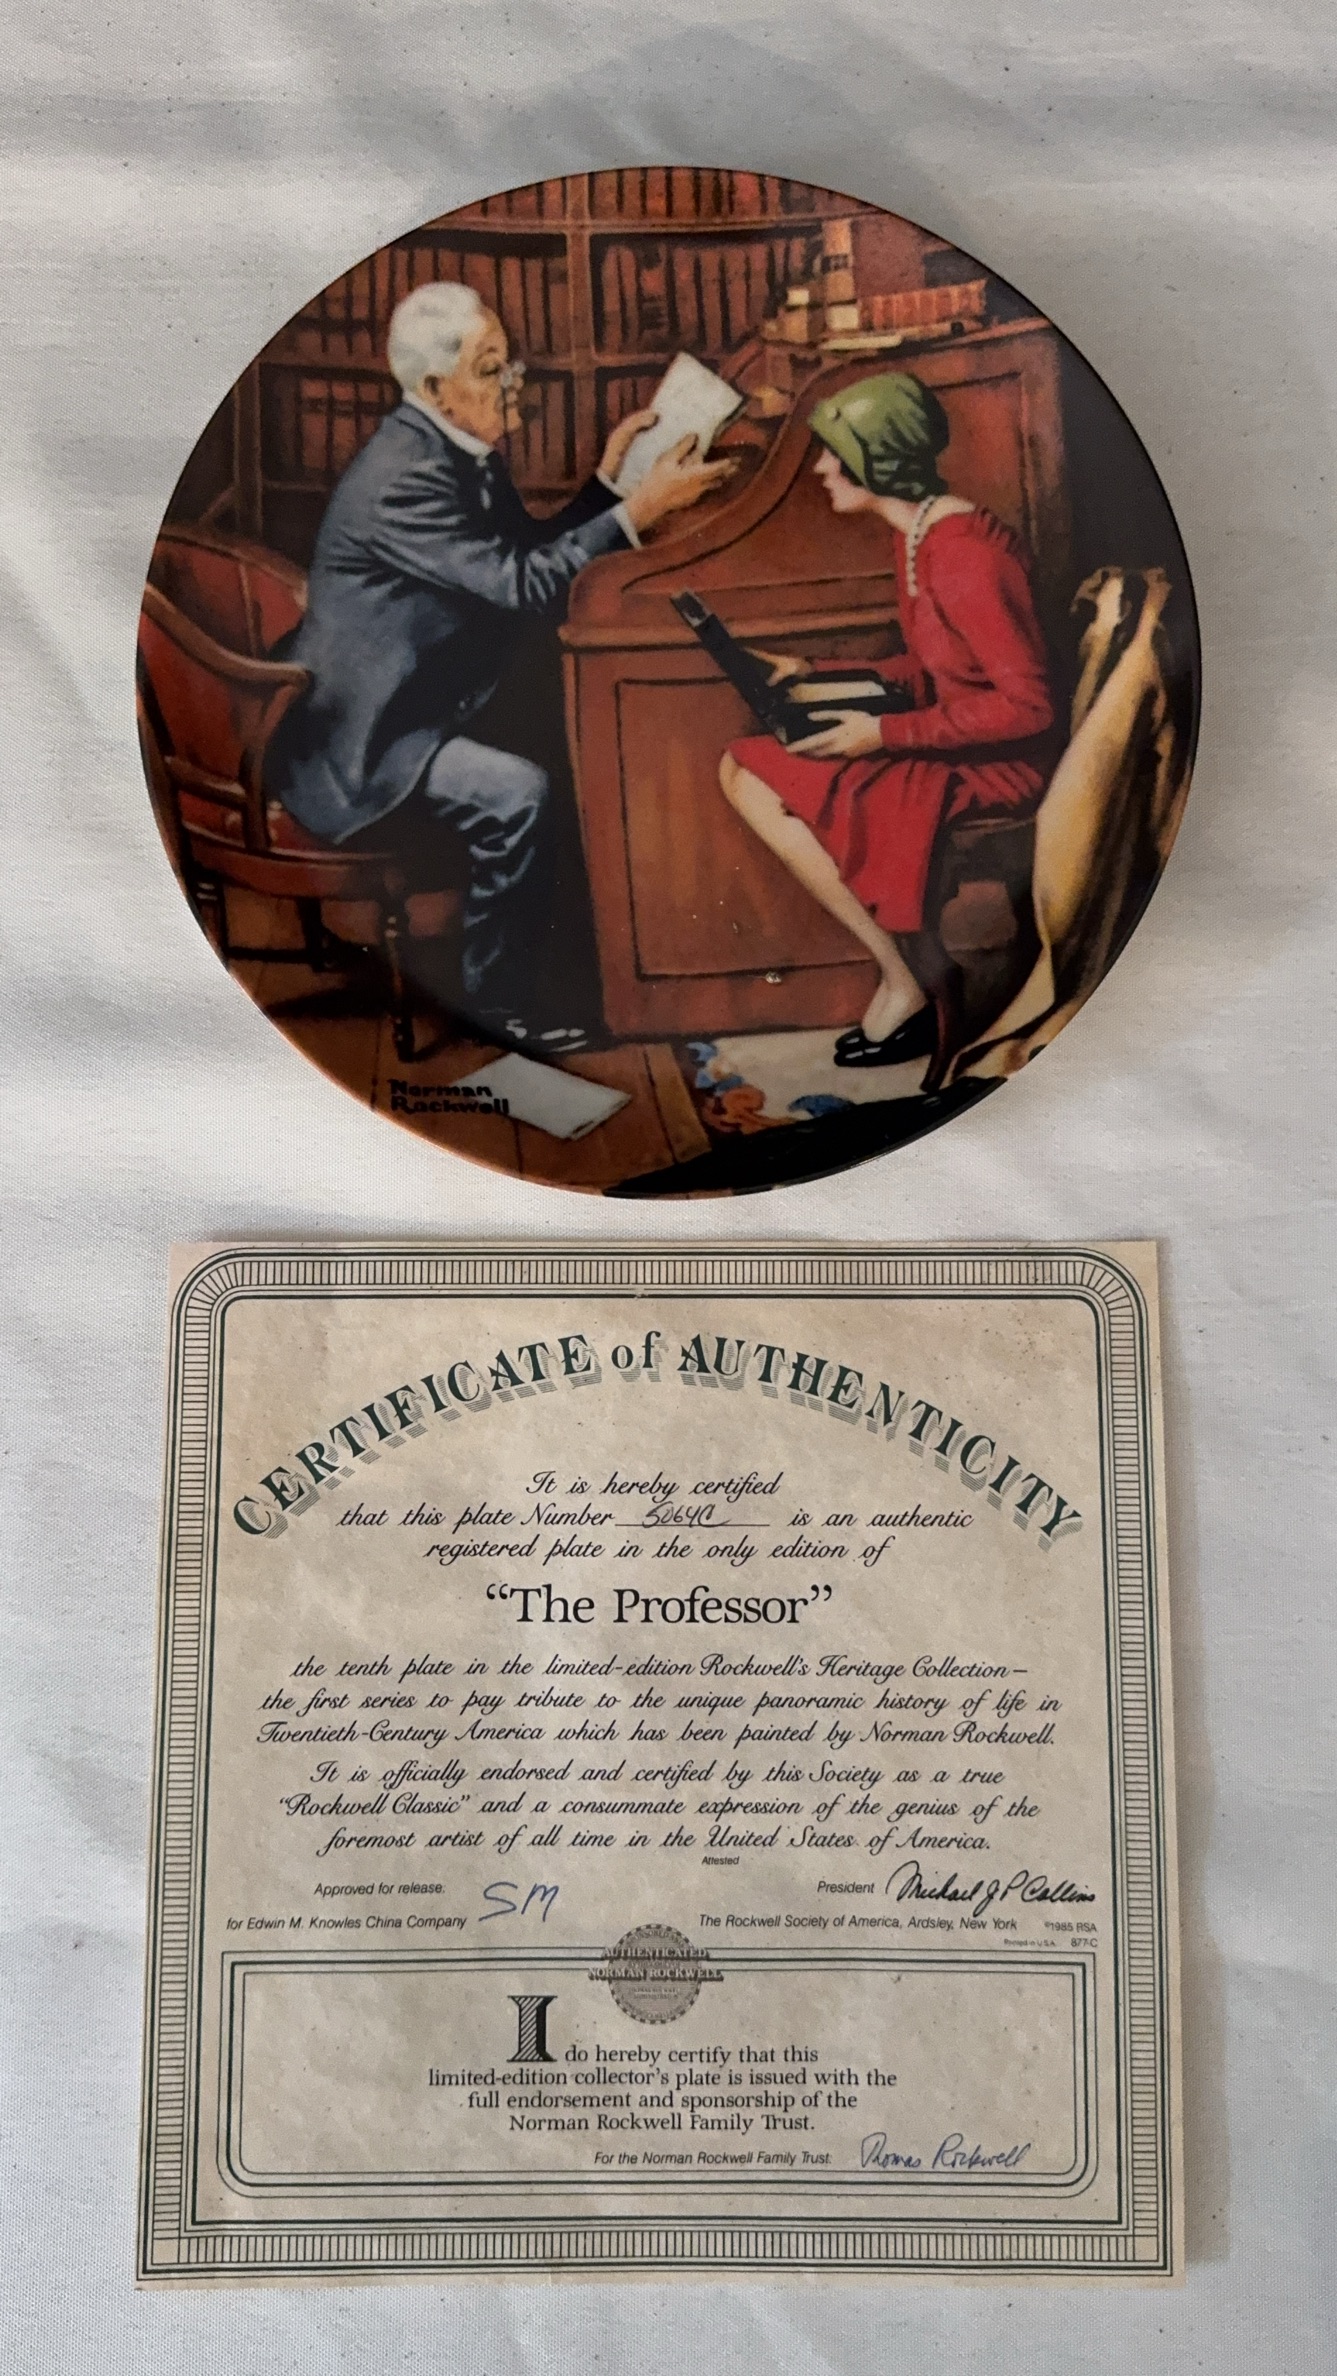 Norman
Rockwell
CERTIFICATE of AUTHENTICITY
It is hereby certified
that this plate Number 5064C is an authentic
registered plate in the only edition of
“The Professor”
the tenth plate in the limited-edition Rockwell's Heritage Collection—
the first series to pay tribute to the unique panoramic history of life in
Twentieth-Century America which has been painted by Norman Rockwell.
It is officially endorsed and certified by this Society as a true
“Rockwell Classic” and a consummate expression of the genius of the
foremost artist of all time in the United States of America.
Attested
Approved for release: SM
President Michael J P Collins
for Edwin M. Knowles China Company
The Rockwell Society of America, Ardsley, New York ©1985 RSA
Printed in U.S.A. 877-C
AUTHENTICATED
NORMAN ROCKWELL
I do hereby certify that this
limited-edition collector's plate is issued with the
full endorsement and sponsorship of the
Norman Rockwell Family Trust.
For the Norman Rockwell Family Trust: Thomas Rockwell